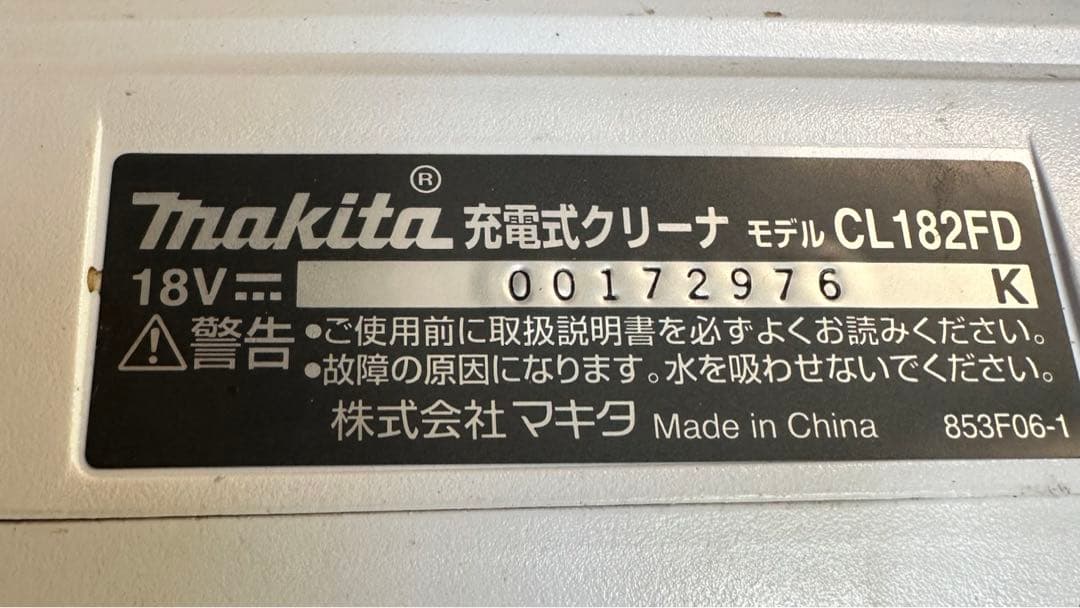 makita® 充電式クリーナ モデル CL182FD
18V⎓ 00172976 K
⚠警告 •ご使用前に取扱説明書を必ずよくお読みください。
•故障の原因になります。水を吸わせないでください。
株式会社 マキタ Made in China 853F06-1